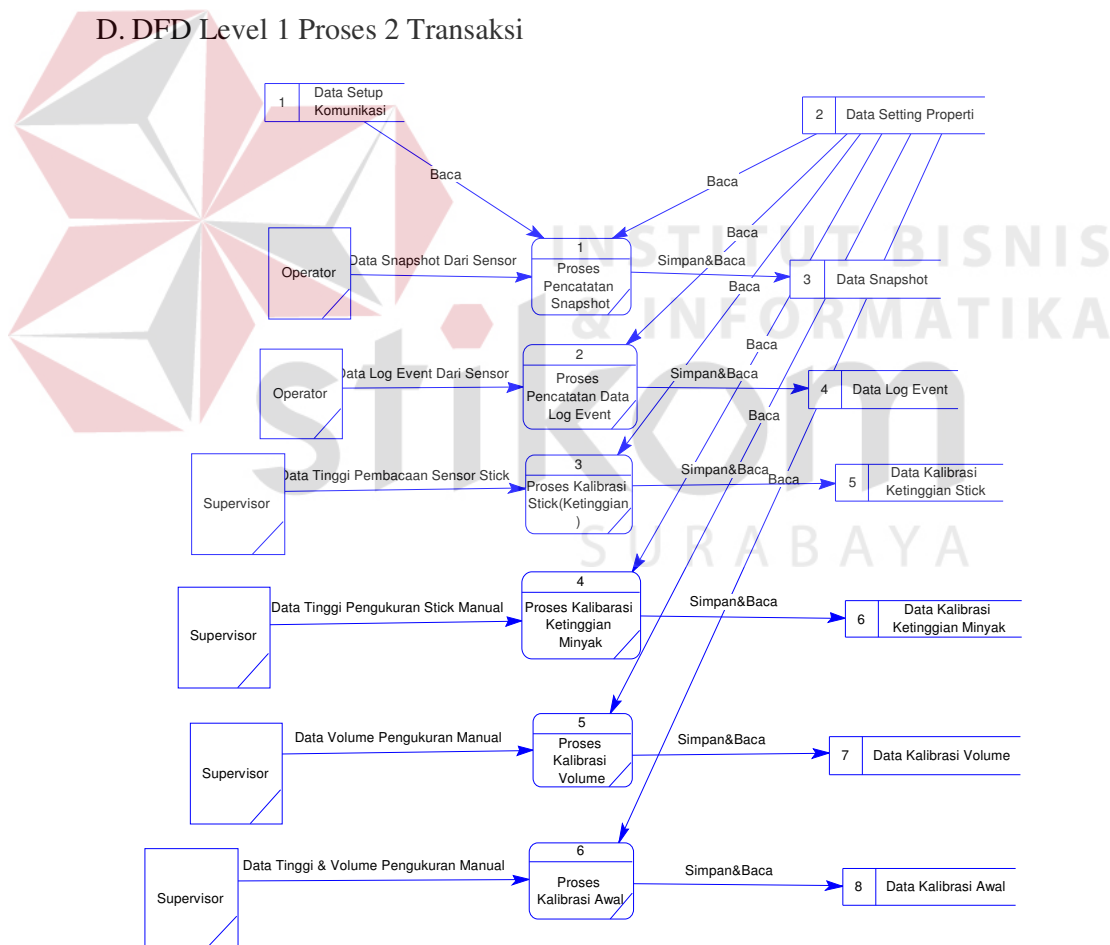 D. DFD Level 1 Proses 2 Transaksi
1
Data Setup
Komunikasi
2
Data Setting Properti
Baca
Baca
Baca
INSTITUT BISNIS
& INFORMATIKA
stikom
SURABAYA
Operator
Data Snapshot Dari Sensor
1
Proses
Pencatatan
Snapshot
Simpan&Baca
3
Data Snapshot
Baca
Operator
Data Log Event Dari Sensor
2
Proses
Pencatatan Data
Log Event
Simpan&Baca
4
Data Log Event
Baca
Baca
Supervisor
Data Tinggi Pembacaan Sensor Stick
3
Proses Kalibrasi
Stick(Ketinggian
)
Simpan&Baca
Baca
5
Data Kalibrasi
Ketinggian Stick
Supervisor
Data Tinggi Pengukuran Stick Manual
4
Proses Kalibarasi
Ketinggian
Minyak
Simpan&Baca
6
Data Kalibrasi
Ketinggian Minyak
Supervisor
Data Volume Pengukuran Manual
5
Proses
Kalibrasi
Volume
Simpan&Baca
7
Data Kalibrasi Volume
Supervisor
Data Tinggi & Volume Pengukuran Manual
6
Proses
Kalibrasi Awal
Simpan&Baca
8
Data Kalibrasi Awal